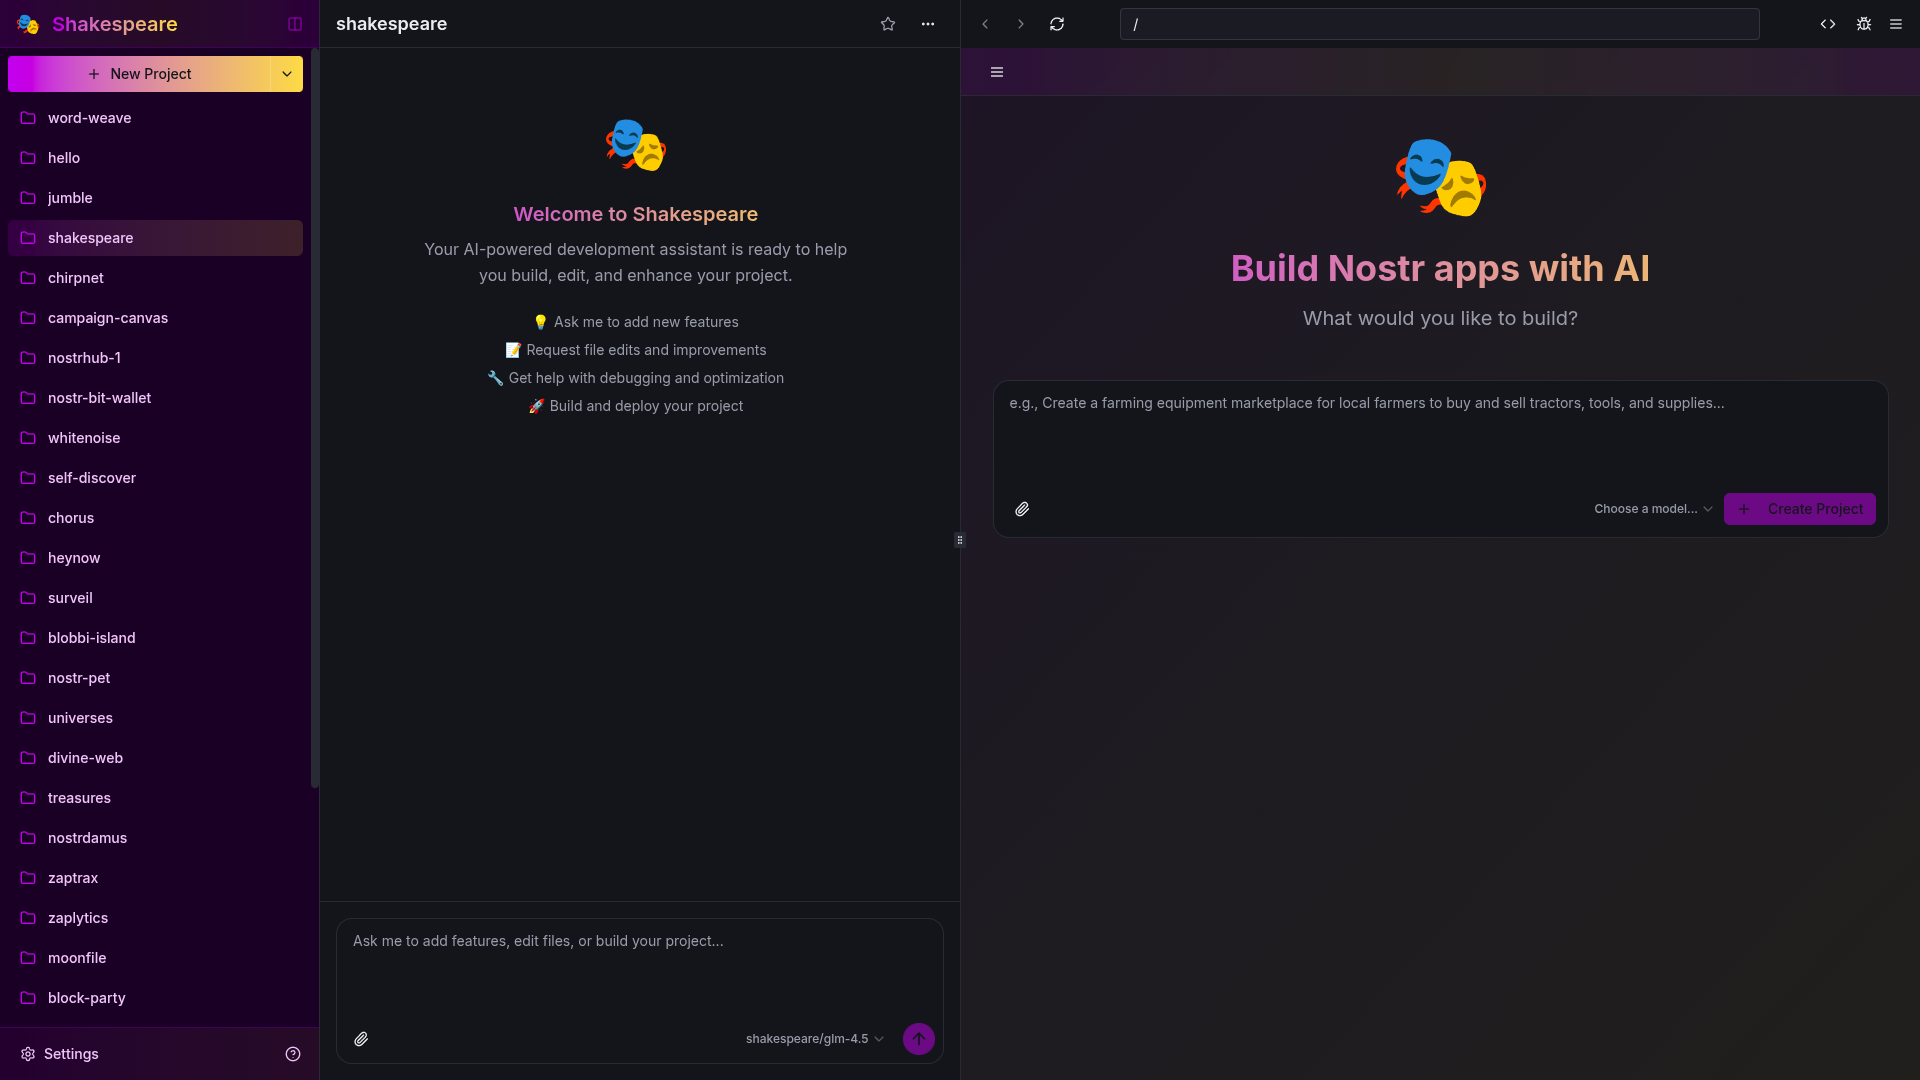 Shakespeare
New Project
word-weave
hello
jumble
shakespeare
chirpnet
campaign-canvas
nostrhub-1
nostr-bit-wallet
whitenoise
self-discover
chorus
heynow
surveil
blobbi-island
nostr-pet
universes
divine-web
treasures
nostrdamus
zaptrax
zaplytics
moonfile
block-party
Settings
shakespeare
Welcome to Shakespeare
Your AI-powered development assistant is ready to help
you build, edit, and enhance your project.
💡 Ask me to add new features
📝 Request file edits and improvements
🔧 Get help with debugging and optimization
🚀 Build and deploy your project
Ask me to add features, edit files, or build your project...
shakespeare/glm-4.5
/
Build Nostr apps with AI
What would you like to build?
e.g., Create a farming equipment marketplace for local farmers to buy and sell tractors, tools, and supplies...
Choose a model...
Create Project